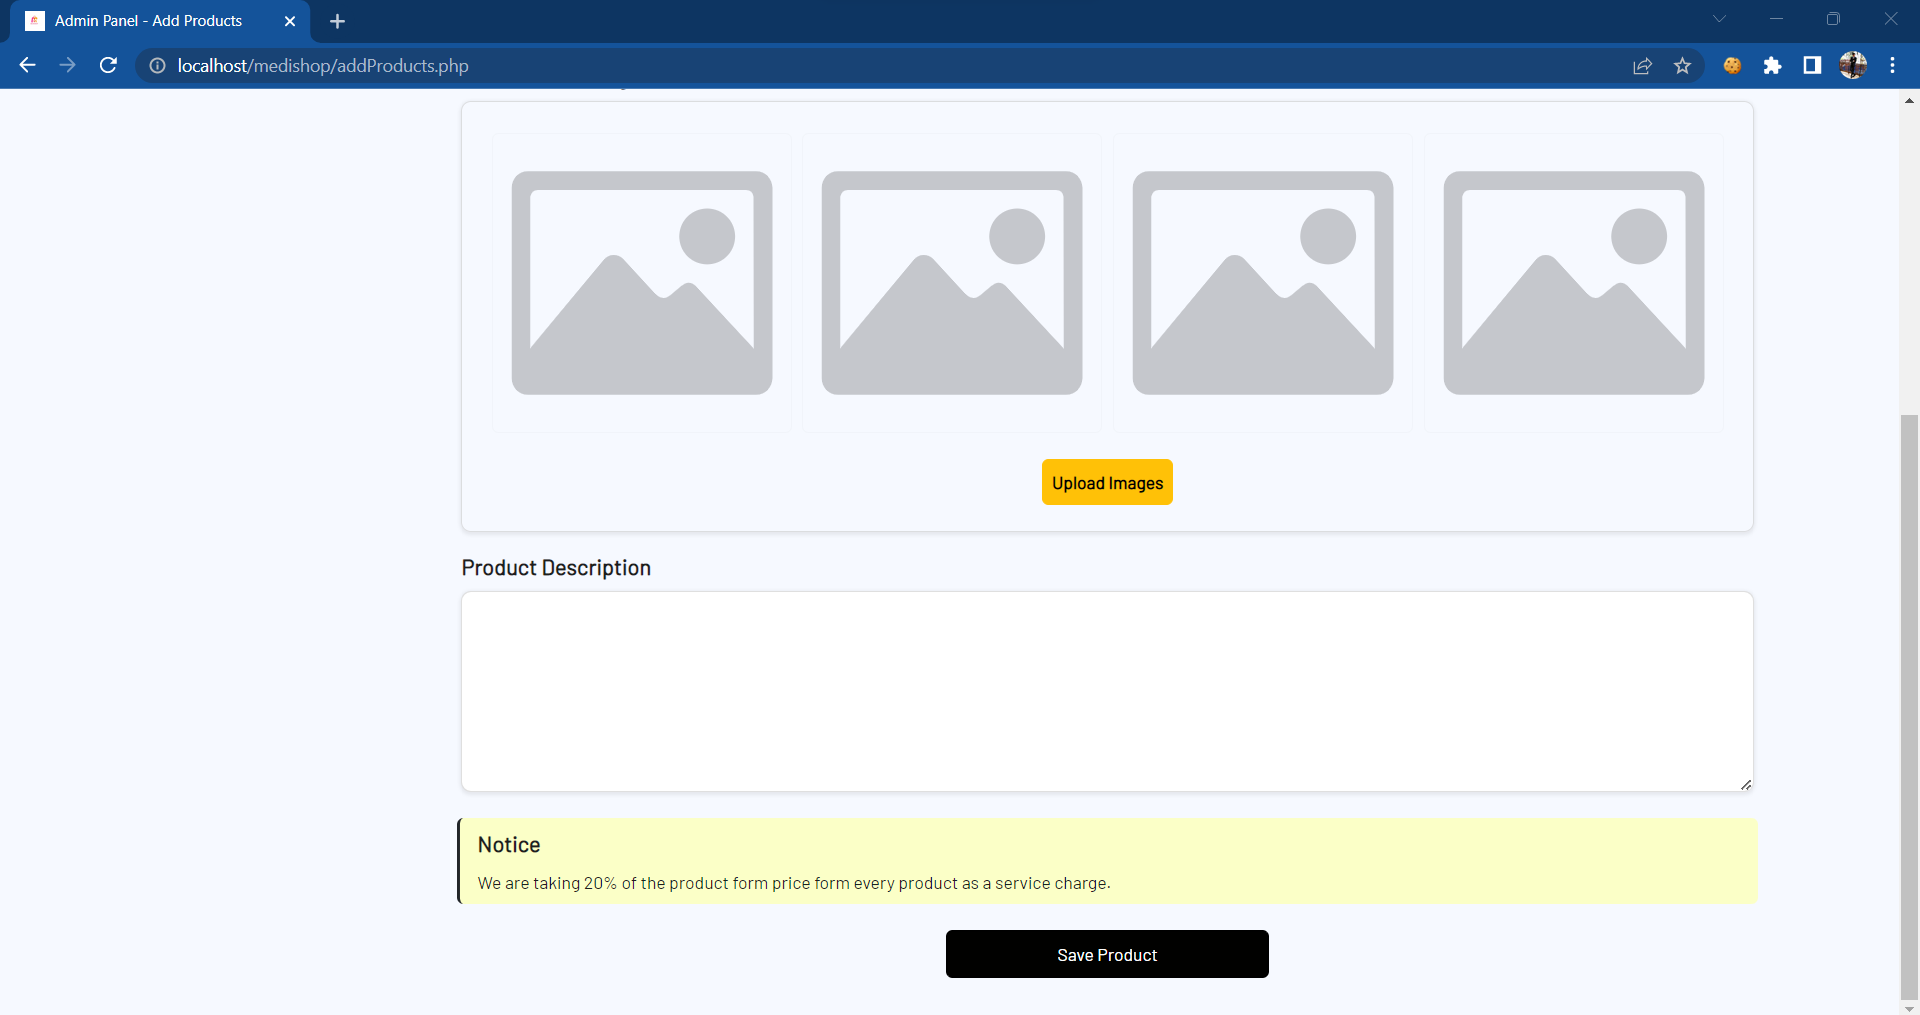 Admin Panel - Add Products
localhost/medishop/addProducts.php
Upload Images
Product Description
Notice
We are taking 20% of the product form price form every product as a service charge.
Save Product